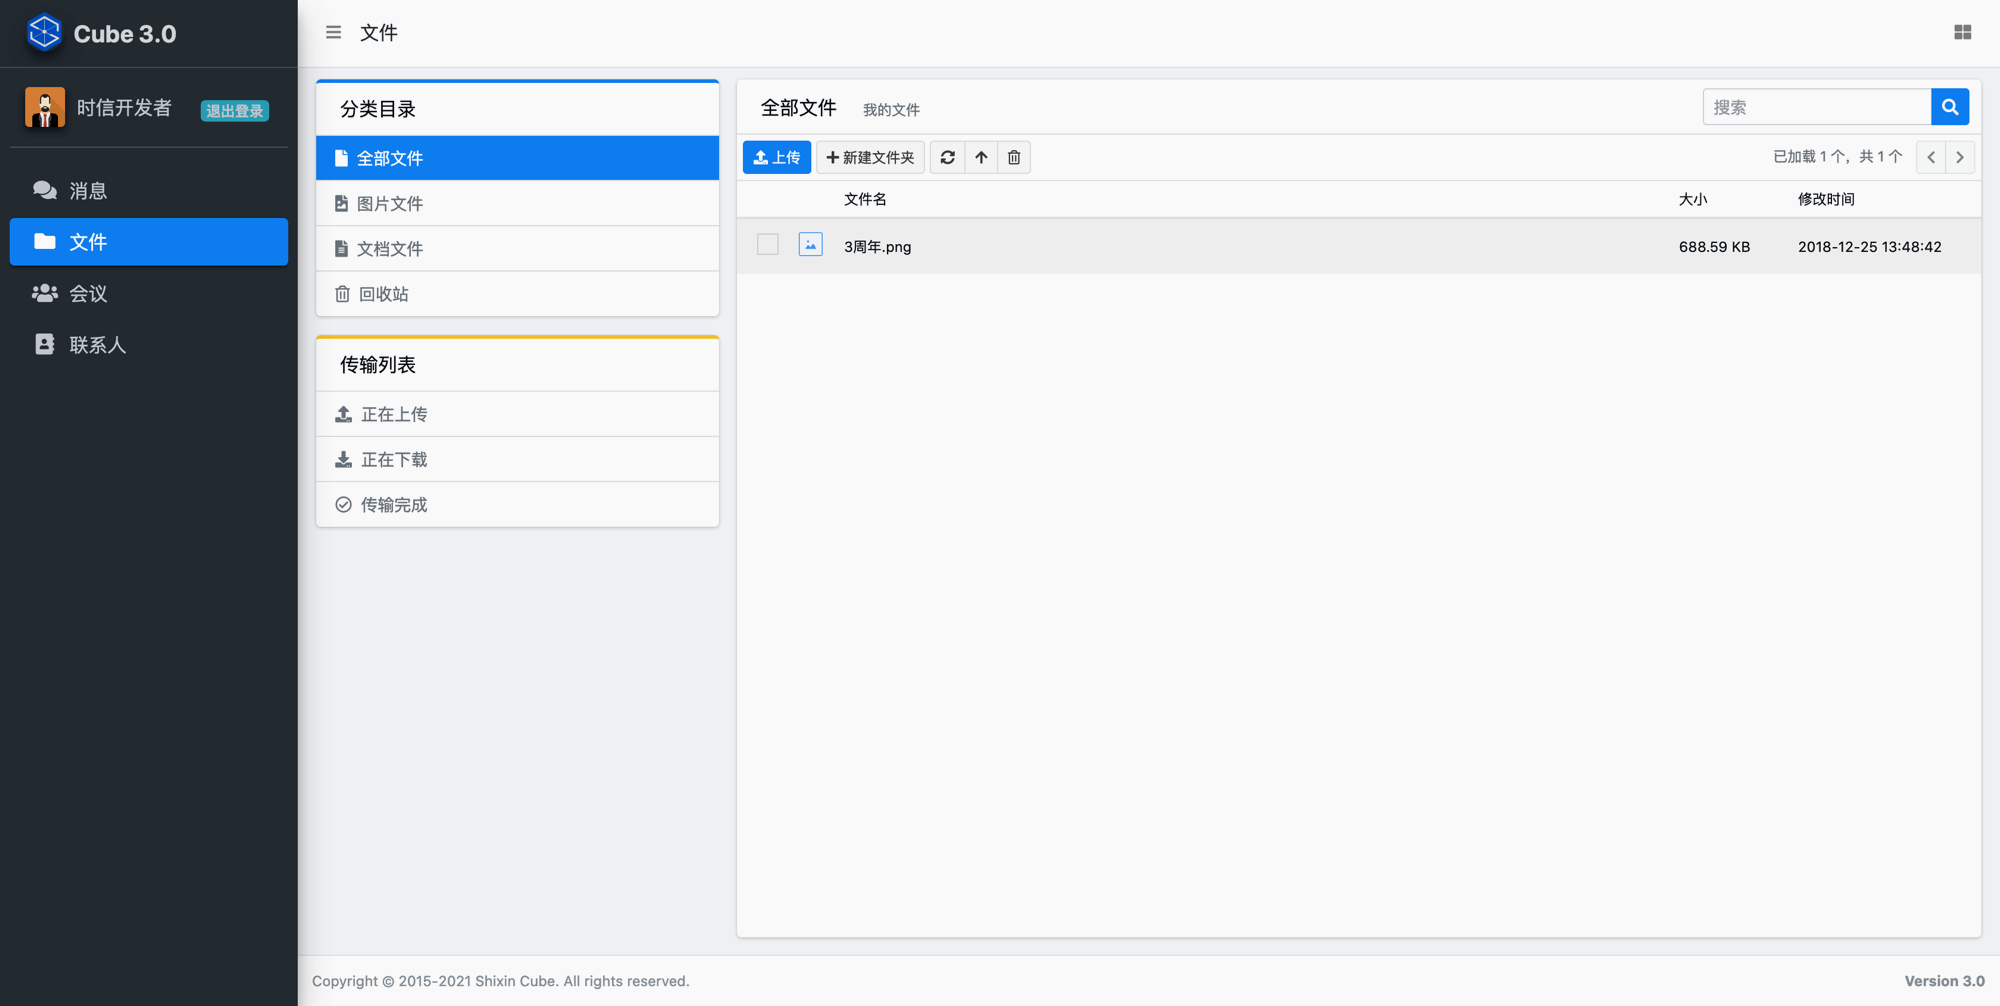 Cube 3.0
时信开发者 退出登录
消息
文件
会议
联系人
文件
分类目录
全部文件
图片文件
文档文件
回收站
传输列表
正在上传
正在下载
传输完成
全部文件 我的文件 搜索
上传 新建文件夹 已加载 1 个，共 1 个
文件名 大小 修改时间
3周年.png 688.59 KB 2018-12-25 13:48:42
Copyright © 2015-2021 Shixin Cube. All rights reserved. Version 3.0